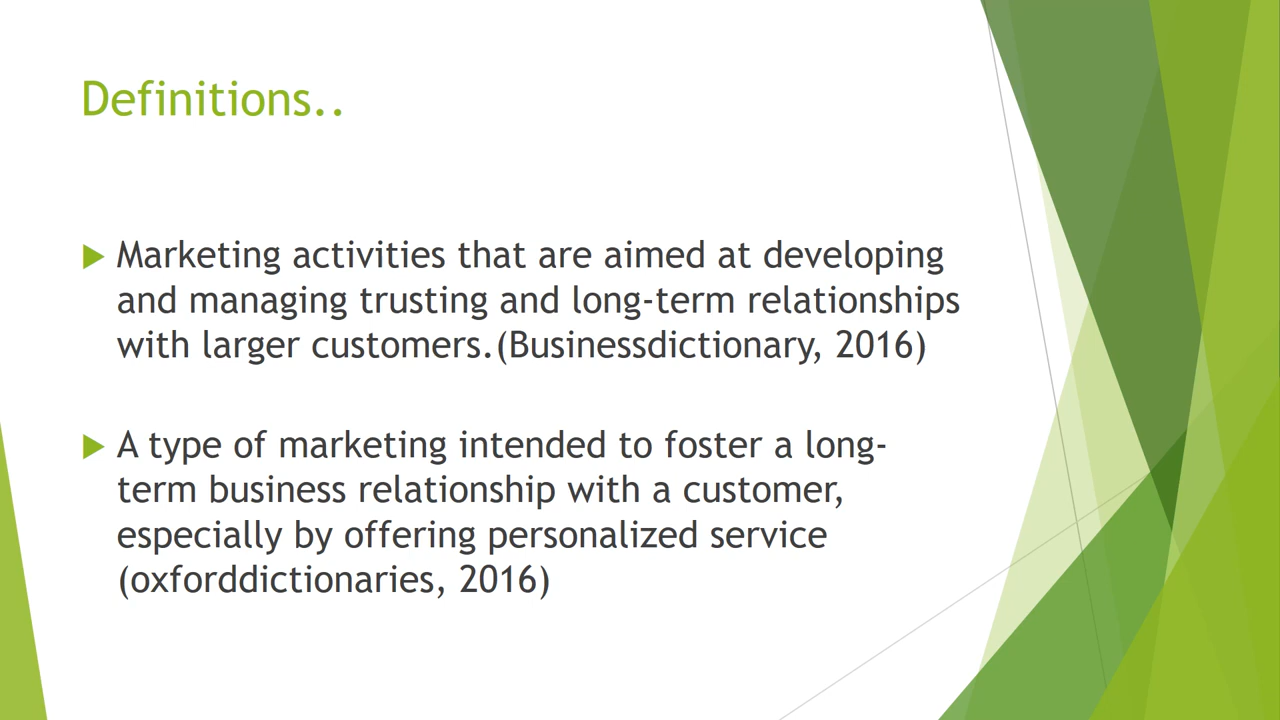 Definitions..
Marketing activities that are aimed at developing
and managing trusting and long-term relationships
with larger customers.(Businessdictionary, 2016)
A type of marketing intended to foster a long-
term business relationship with a customer,
especially by offering personalized service
(oxforddictionaries, 2016)